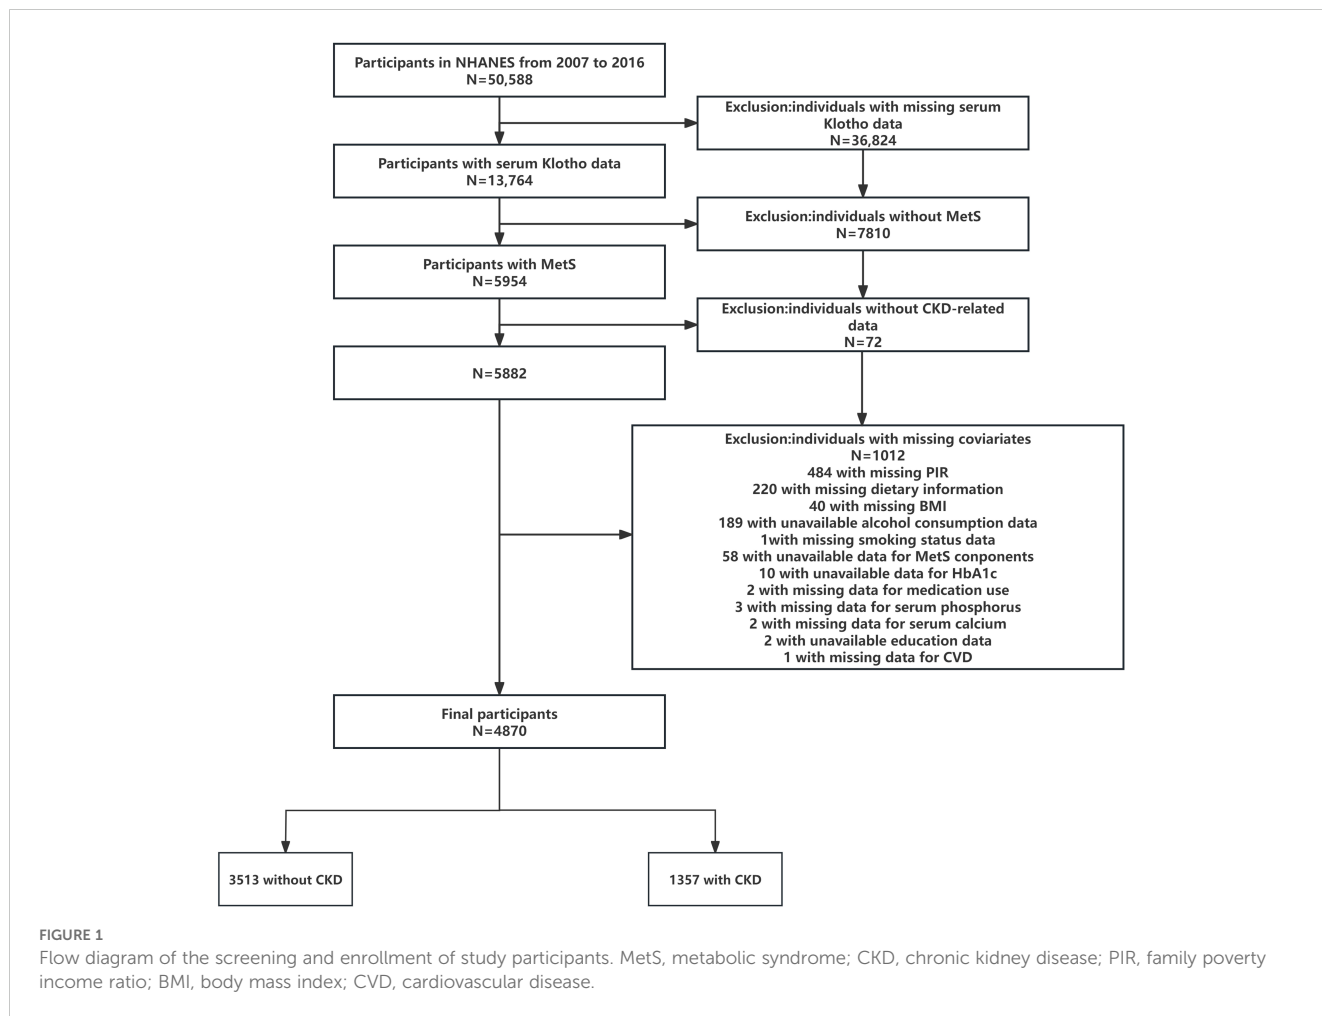 Participants in NHANES from 2007 to 2016
N=50,588
Exclusion:individuals with missing serum
Klotho data
N=36,824
Participants with serum Klotho data
N=13,764
Exclusion:individuals without MetS
N=7810
Participants with MetS
N=5954
Exclusion:individuals without CKD-related
data
N=72
N=5882
Exclusion:individuals with missing coviariates
N=1012
484 with missing PIR
220 with missing dietary information
40 with missing BMI
189 with unavailable alcohol consumption data
1with missing smoking status data
58 with unavailable data for MetS conponents
10 with unavailable data for HbA1c
2 with missing data for medication use
3 with missing data for serum phosphorus
2 with missing data for serum calcium
2 with unavailable education data
1 with missing data for CVD
Final participants
N=4870
3513 without CKD
1357 with CKD
FIGURE 1
Flow diagram of the screening and enrollment of study participants. MetS, metabolic syndrome; CKD, chronic kidney disease; PIR, family poverty
income ratio; BMI, body mass index; CVD, cardiovascular disease.